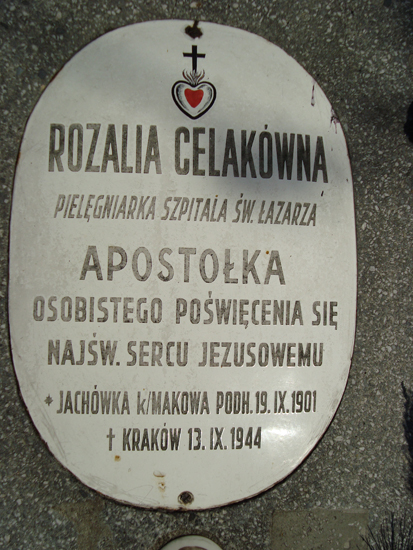 ROZALIA CELAKÓWNA
PIELĘGNIARKA SZPITALA ŚW. ŁAZARZA
APOSTOŁKA
OSOBISTEGO POŚWIĘCENIA SIĘ
NAJŚW. SERCU JEZUSOWEMU
* JACHÓWKA k/MAKOWA PODH. 19.IX.1901
† KRAKÓW 13.IX.1944